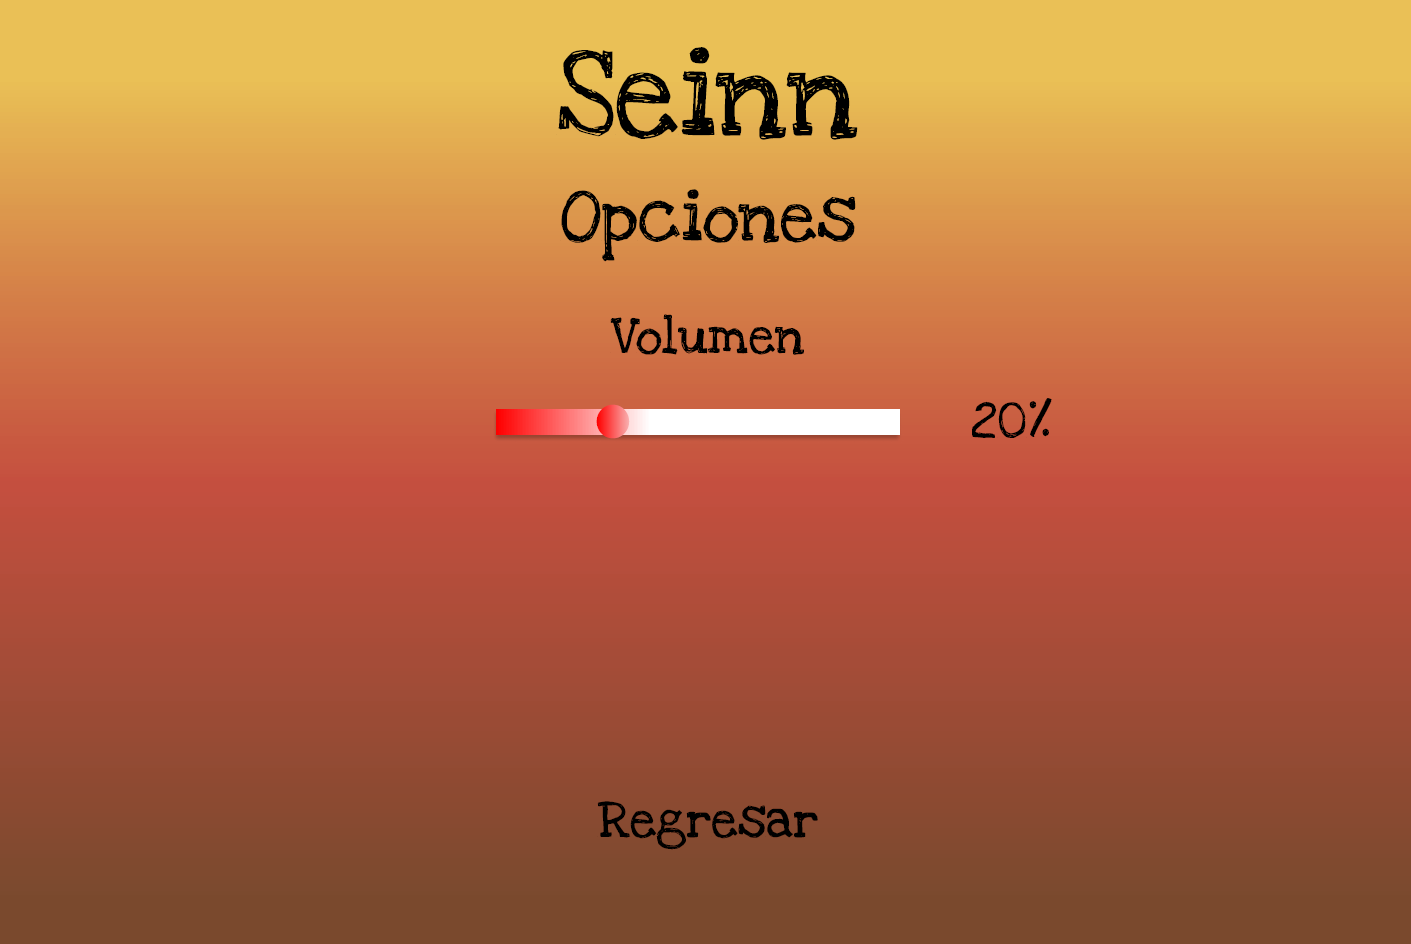 Seinn
Opciones
Volumen
20%
Regresar